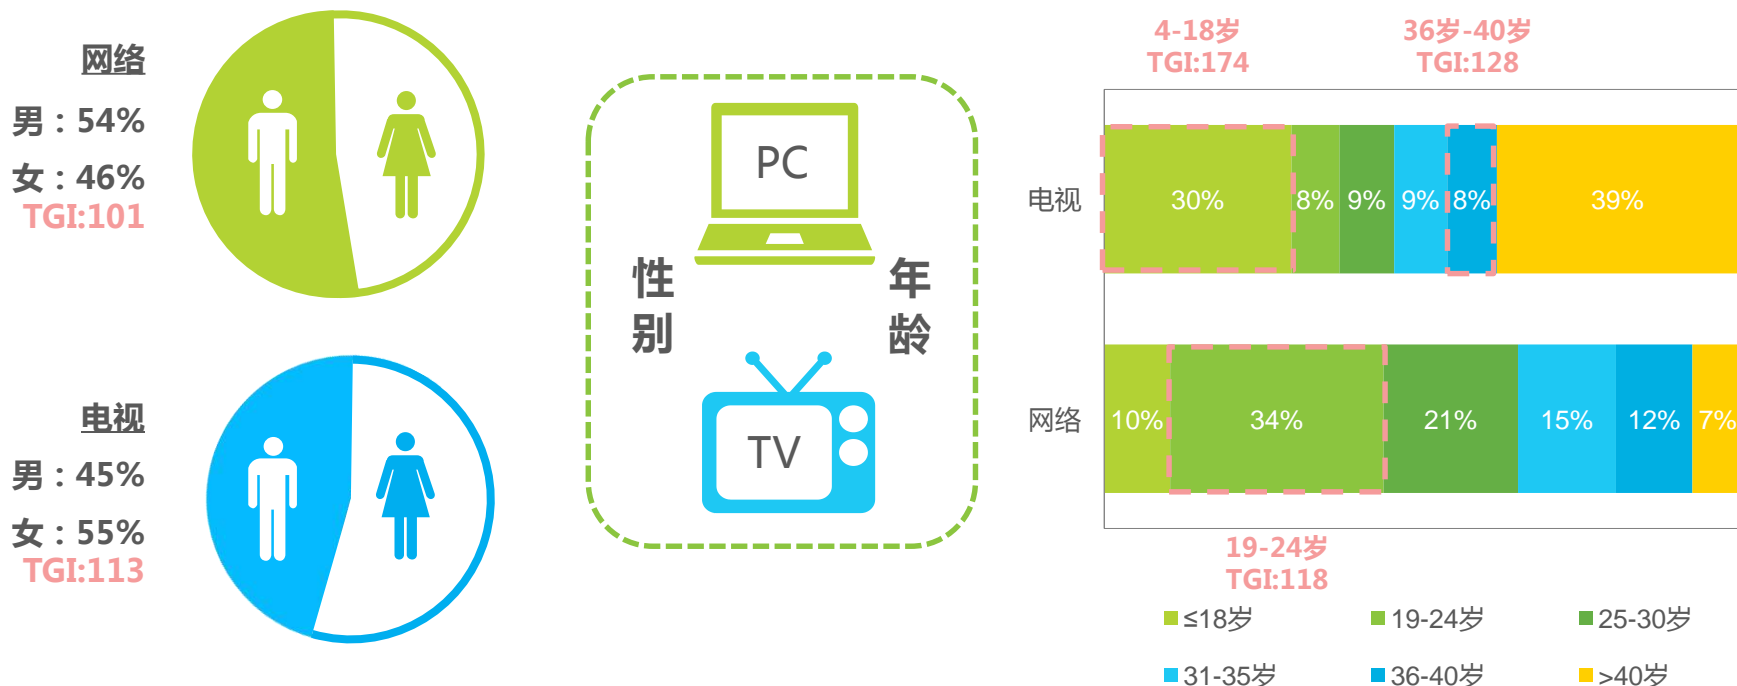 网络
男：54%
女：46%
TGI:101
电视
男：45%
女：55%
TGI:113
PC
性别
年龄
TV
4-18岁
TGI:174
36岁-40岁
TGI:128
电视
30%
8%
9%
9%
8%
39%
网络
10%
34%
21%
15%
12%
7%
19-24岁
TGI:118
≤18岁
19-24岁
25-30岁
31-35岁
36-40岁
>40岁